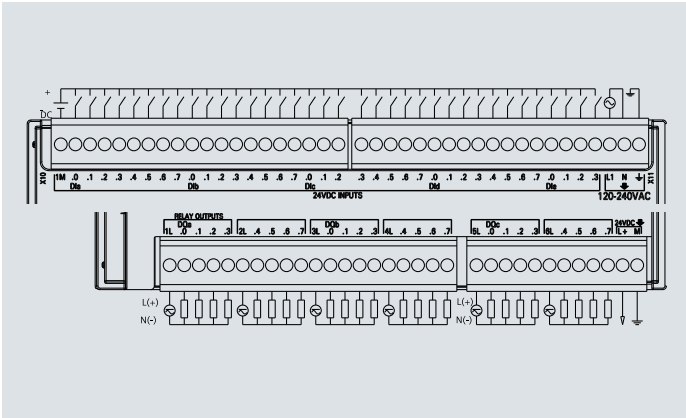 +
DC
X10
1M .0 .1 .2 .3 .4 .5 .6 .7 .0 .1 .2 .3 .4 .5 .6 .7 .0 .1 .2 .3 .4 .5 .6 .7 .0 .1 .2 .3 .4 .5 .6 .7 .0 .1 .2 .3 L1 N
X11
DIa DIb DIc DId DIe
24VDC INPUTS
120-240VAC
RELAY OUTPUTS
DQa DQb DQc 24VDC
1L .0 .1 .2 .3 2L .4 .5 .6 .7 3L .0 .1 .2 .3 4L .4 .5 .6 .7 5L .0 .1 .2 .3 6L .4 .5 .6 .7 L+ M
L(+) L(+)
N(-) N(-)